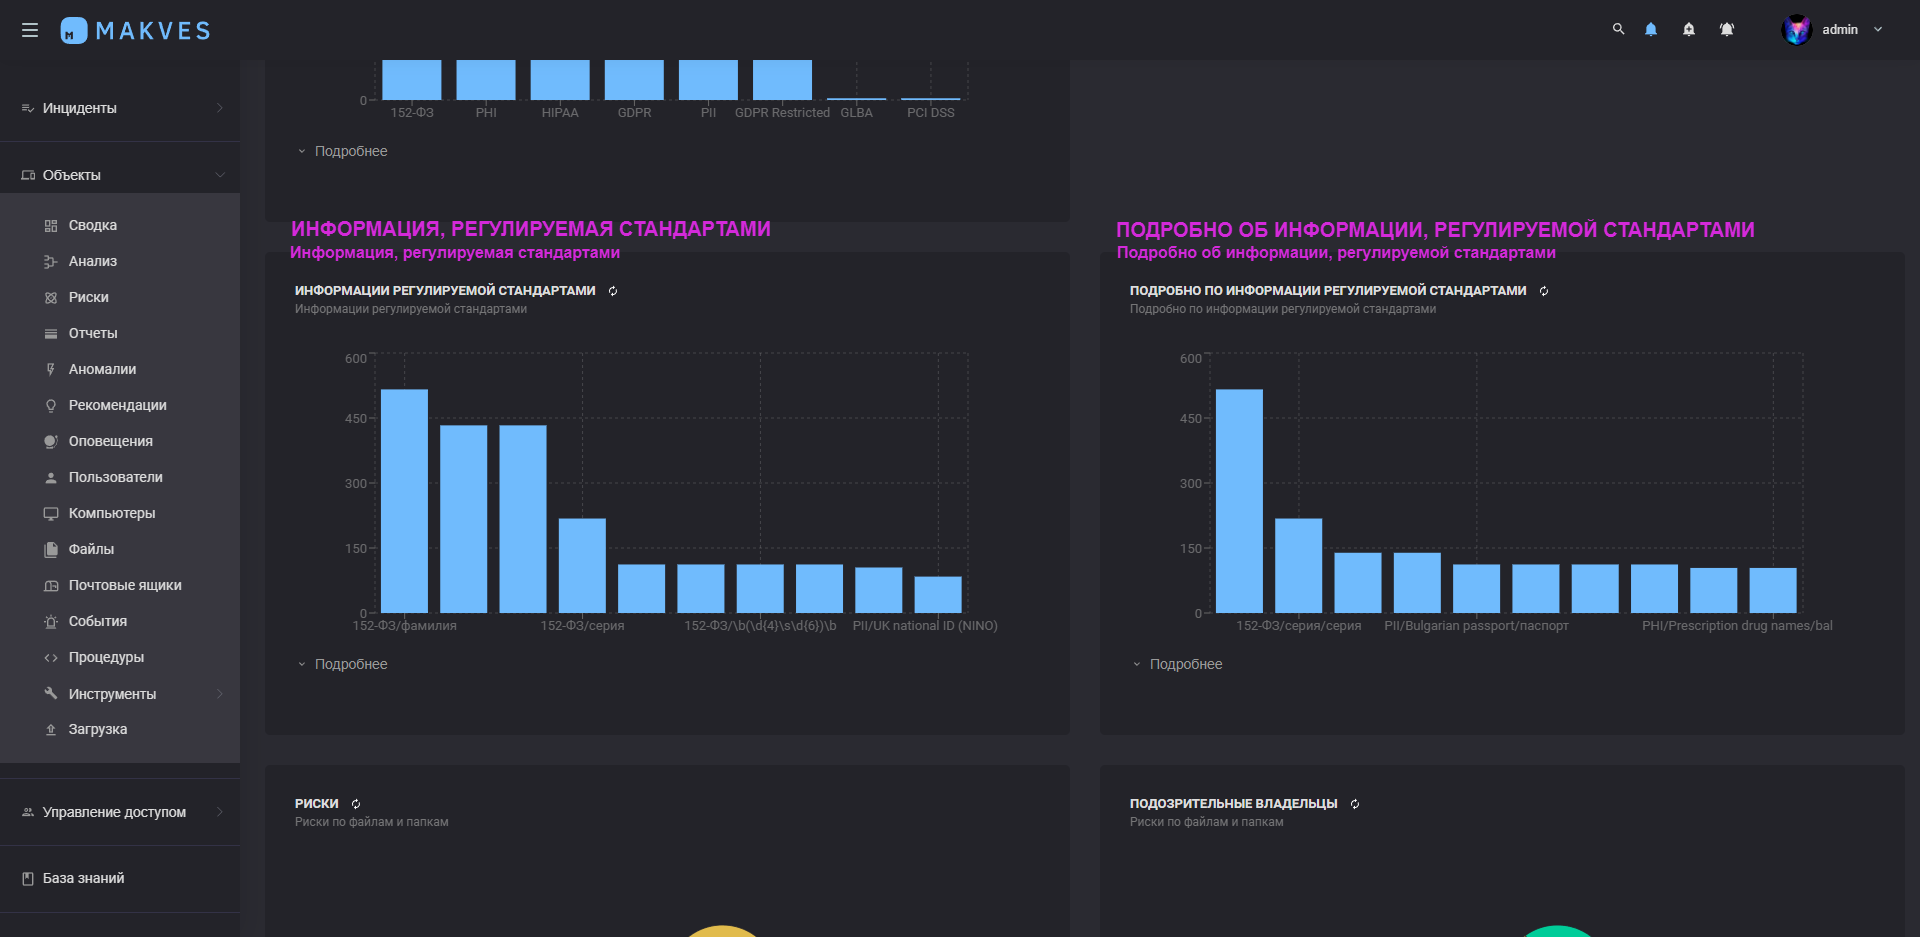 MAKVES
admin
Инциденты
Объекты
Сводка
Анализ
Риски
Отчеты
Аномалии
Рекомендации
Оповещения
Пользователи
Компьютеры
Файлы
Почтовые ящики
События
Процедуры
Инструменты
Загрузка
Управление доступом
База знаний
0
152-ФЗ PHI HIPAA GDPR PII GDPR Restricted GLBA PCI DSS
Подробнее
ИНФОРМАЦИЯ, РЕГУЛИРУЕМАЯ СТАНДАРТАМИ
Информация, регулируемая стандартами
ИНФОРМАЦИИ РЕГУЛИРУЕМОЙ СТАНДАРТАМИ
Информации регулируемой стандартами
600
450
300
150
0
152-ФЗ/фамилия 152-ФЗ/серия 152-ФЗ/\b(\d{4}\s\d{6})\b PII/UK national ID (NINO)
Подробнее
ПОДРОБНО ОБ ИНФОРМАЦИИ, РЕГУЛИРУЕМОЙ СТАНДАРТАМИ
Подробно об информации, регулируемой стандартами
ПОДРОБНО ПО ИНФОРМАЦИИ РЕГУЛИРУЕМОЙ СТАНДАРТАМИ
Подробно по информации регулируемой стандартами
600
450
300
150
0
152-ФЗ/серия/серия PII/Bulgarian passport/паспорт PHI/Prescription drug names/bal
Подробнее
РИСКИ
Риски по файлам и папкам
ПОДОЗРИТЕЛЬНЫЕ ВЛАДЕЛЬЦЫ
Риски по файлам и папкам